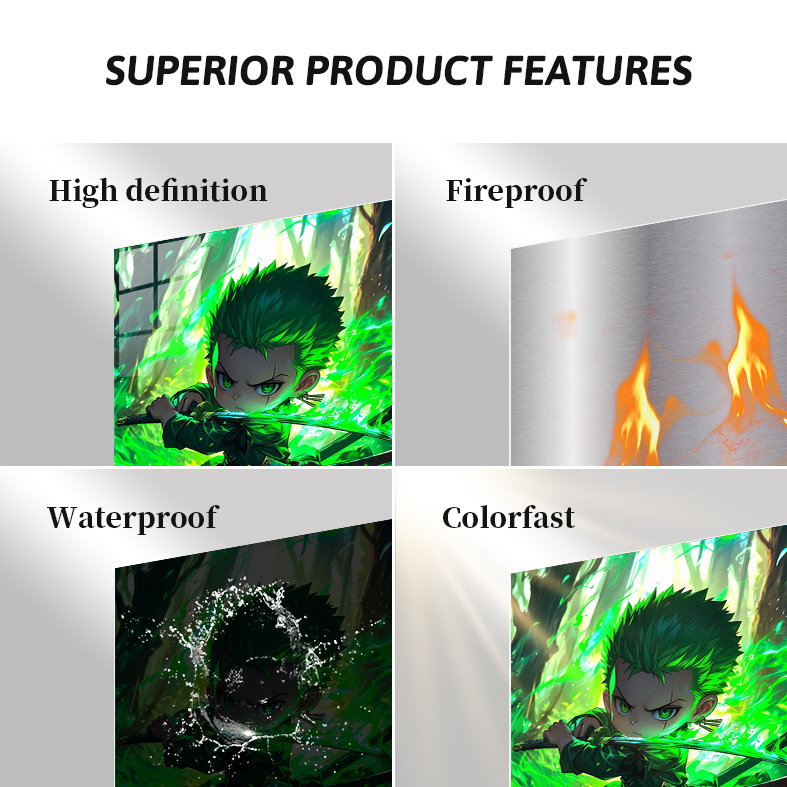 SUPERIOR PRODUCT FEATURES
High definition
Fireproof
Waterproof
Colorfast